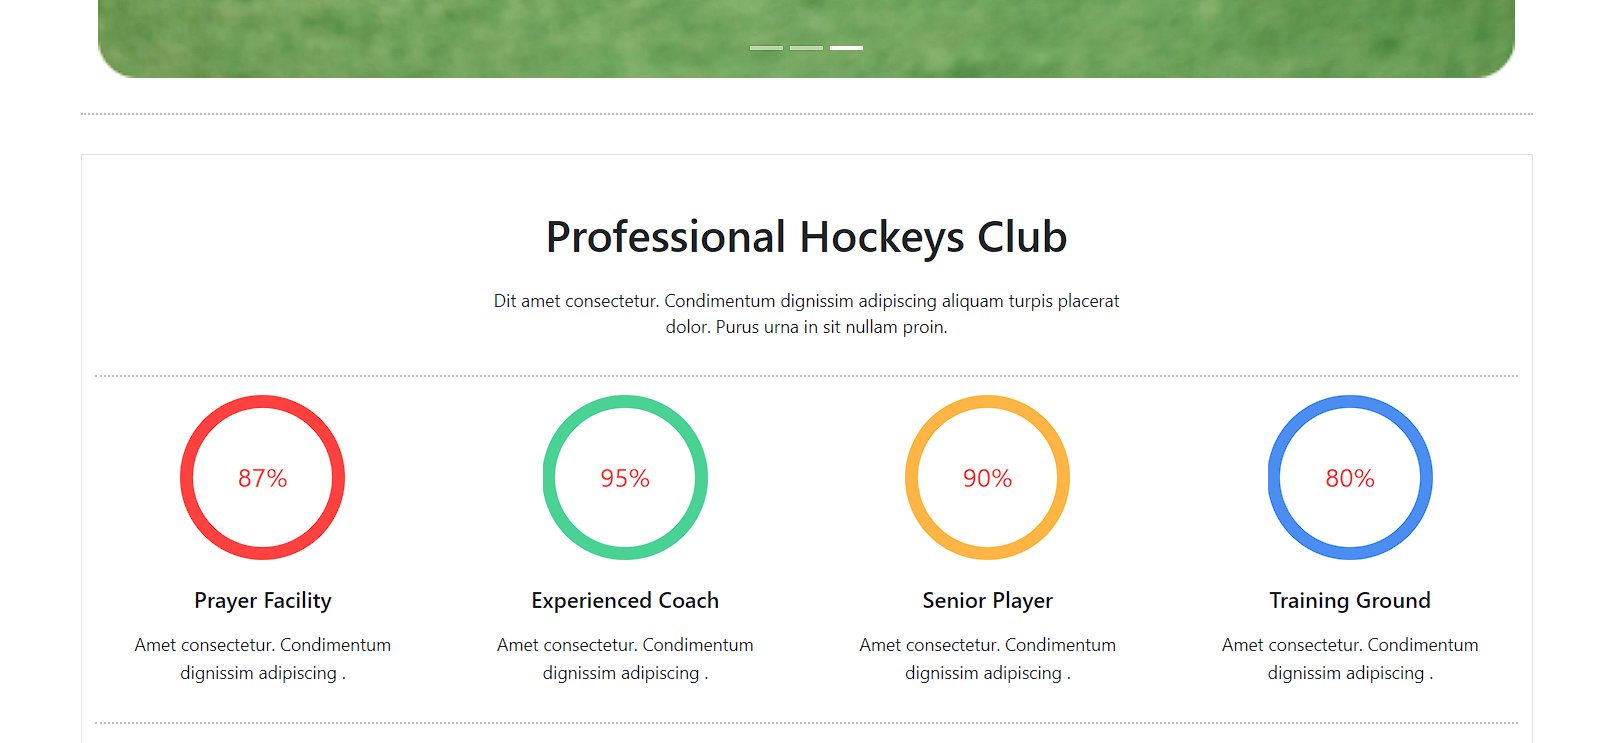 Professional Hockeys Club
Dit amet consectetur. Condimentum dignissim adipiscing aliquam turpis placerat
dolor. Purus urna in sit nullam proin.
87%
95%
90%
80%
Prayer Facility
Experienced Coach
Senior Player
Training Ground
Amet consectetur. Condimentum
dignissim adipiscing .
Amet consectetur. Condimentum
dignissim adipiscing .
Amet consectetur. Condimentum
dignissim adipiscing .
Amet consectetur. Condimentum
dignissim adipiscing .